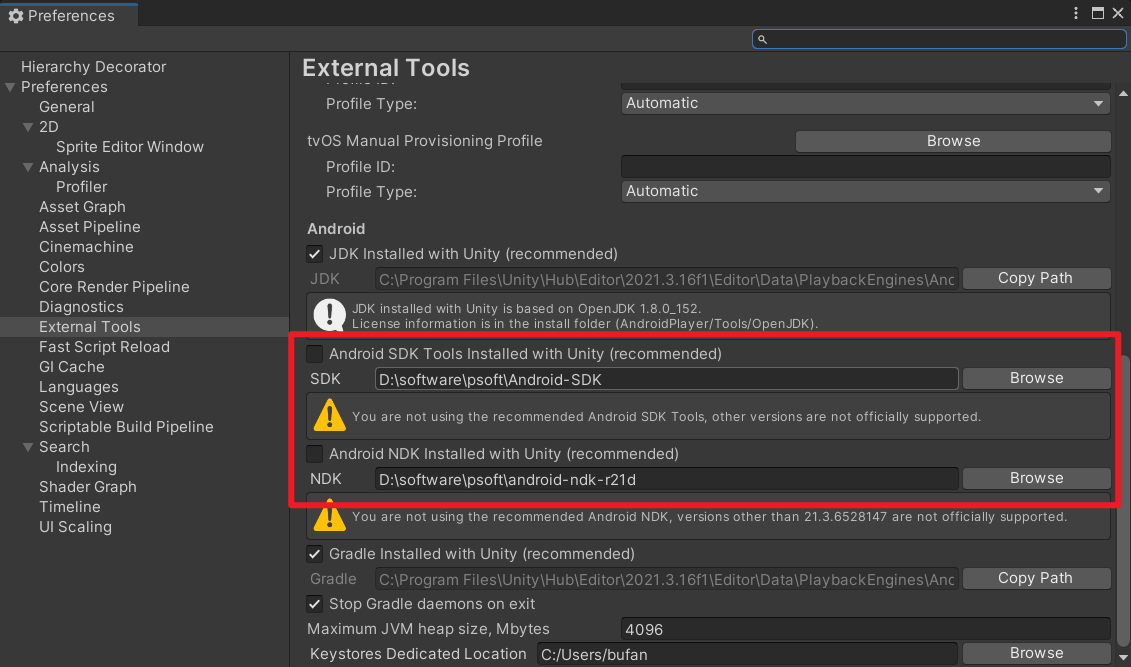 Preferences
Hierarchy Decorator
Preferences
General
2D
Sprite Editor Window
Analysis
Profiler
Asset Graph
Asset Pipeline
Cinemachine
Colors
Core Render Pipeline
Diagnostics
External Tools
Fast Script Reload
GI Cache
Languages
Scene View
Scriptable Build Pipeline
Search
Indexing
Shader Graph
Timeline
UI Scaling
External Tools
Profile Type: Automatic
tvOS Manual Provisioning Profile Browse
Profile ID:
Profile Type: Automatic
Android
JDK Installed with Unity (recommended)
JDK C:\Program Files\Unity\Hub\Editor\2021.3.16f1\Editor\Data\PlaybackEngines\Anc Copy Path
JDK installed with Unity is based on OpenJDK 1.8.0_152.
License information is in the install folder (AndroidPlayer/Tools/OpenJDK).
Android SDK Tools Installed with Unity (recommended)
SDK D:\software\psoft\Android-SDK Browse
You are not using the recommended Android SDK Tools, other versions are not officially supported.
Android NDK Installed with Unity (recommended)
NDK D:\software\psoft\android-ndk-r21d Browse
You are not using the recommended Android NDK, versions other than 21.3.6528147 are not officially supported.
Gradle Installed with Unity (recommended)
Gradle C:\Program Files\Unity\Hub\Editor\2021.3.16f1\Editor\Data\PlaybackEngines\Anc Copy Path
Stop Gradle daemons on exit
Maximum JVM heap size, Mbytes 4096
Keystores Dedicated Location C:/Users/bufan Browse